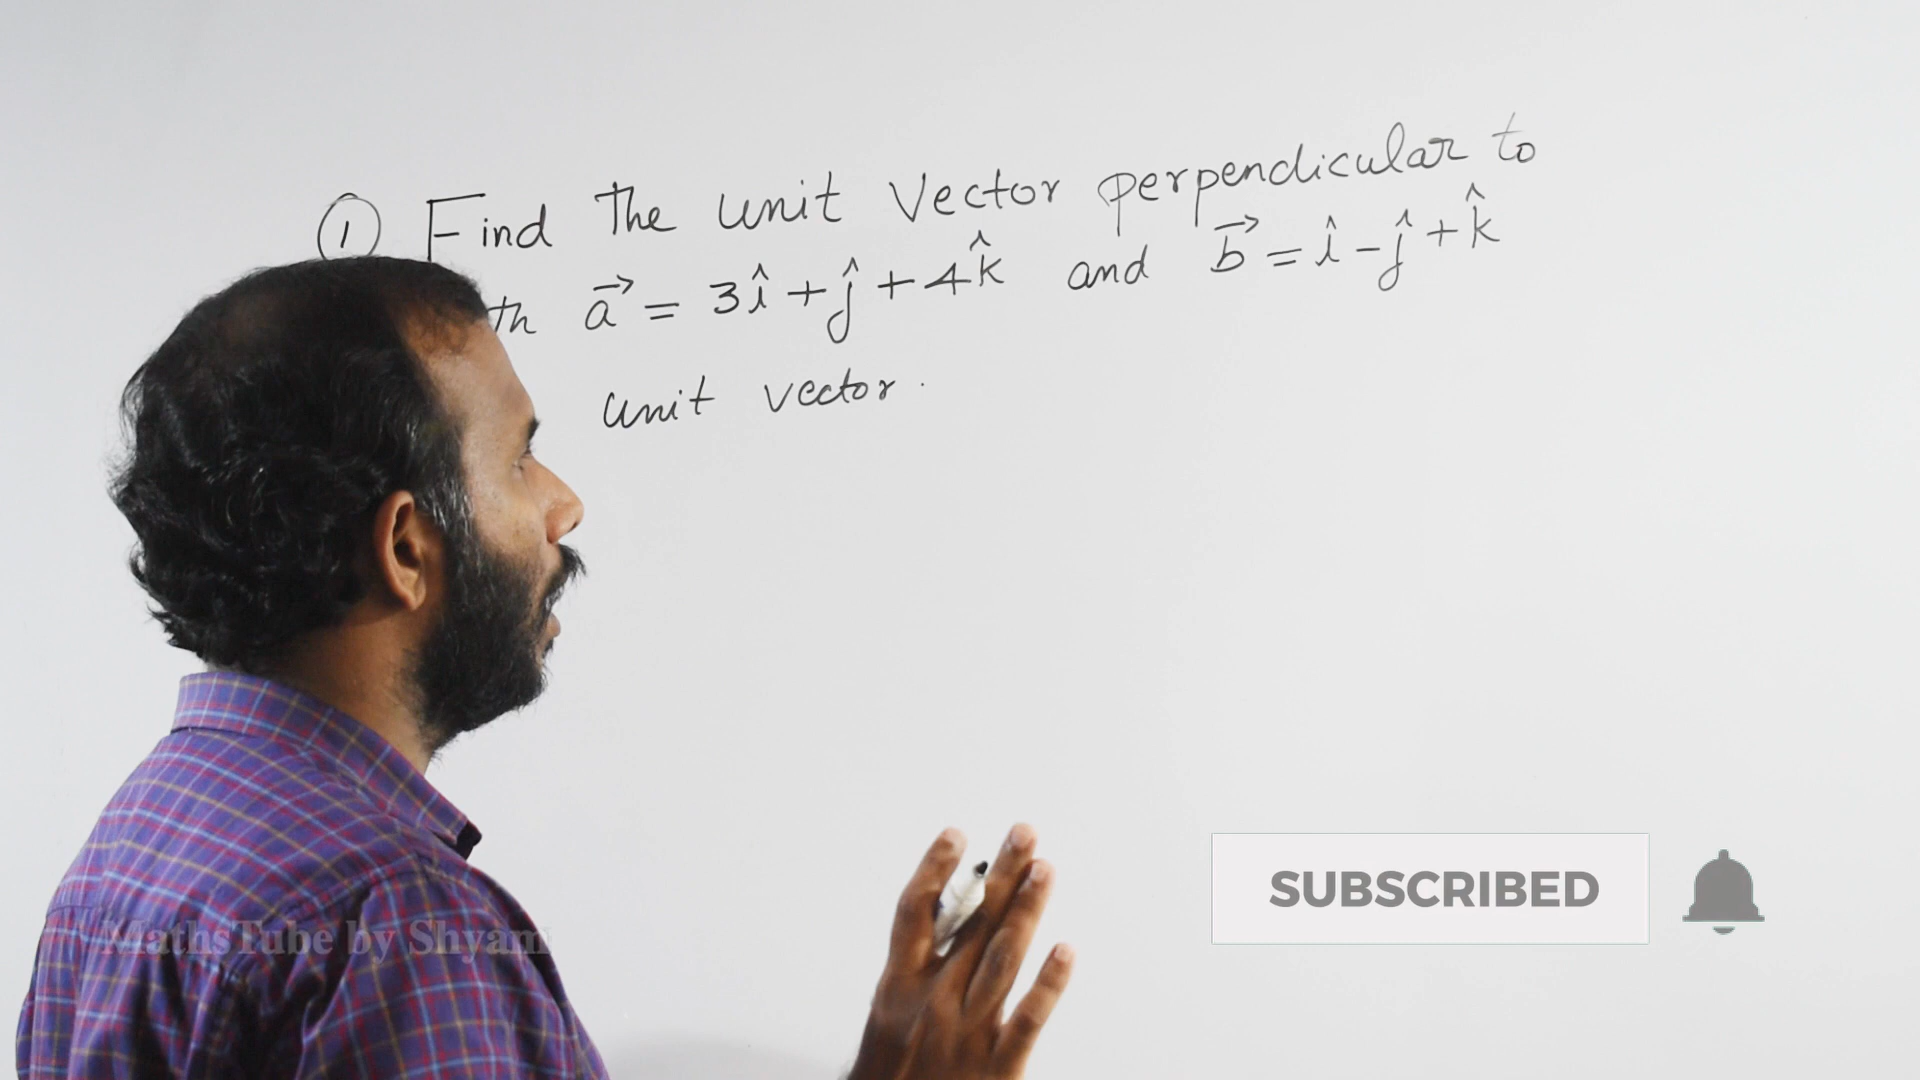 ① Find the unit vector perpendicular to
th a⃗ = 3î + ĵ + 4k̂ and b⃗ = î - ĵ + k̂
unit vector.
SUBSCRIBED
MathsTube by Shyam